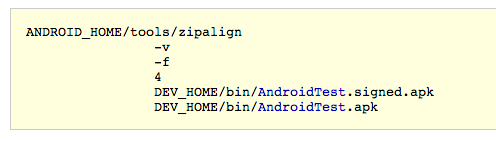 ANDROID_HOME/tools/zipalign
-v
-f
4
DEV_HOME/bin/AndroidTest.signed.apk
DEV_HOME/bin/AndroidTest.apk